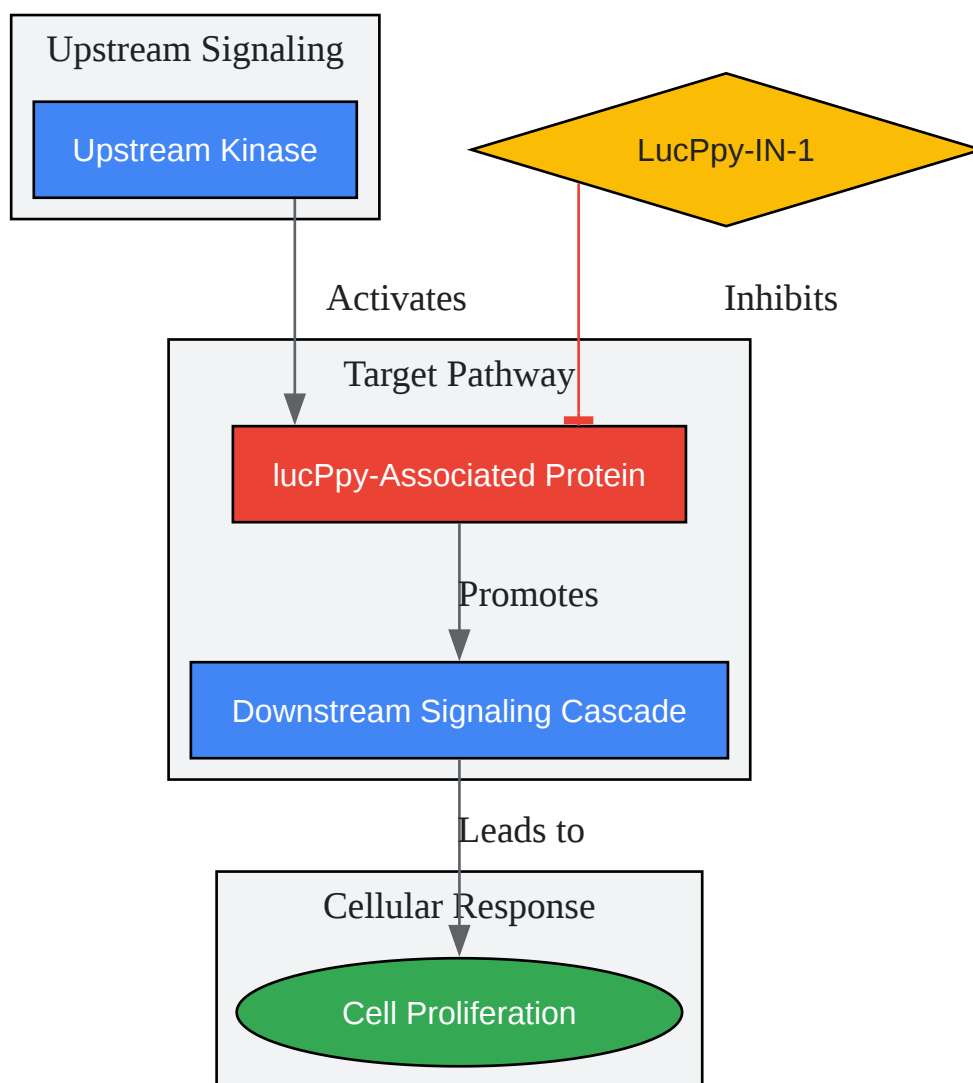 Upstream Signaling
Upstream Kinase
LucPpy-IN-1
Activates
Inhibits
Target Pathway
lucPpy-Associated Protein
Promotes
Downstream Signaling Cascade
Leads to
Cellular Response
Cell Proliferation